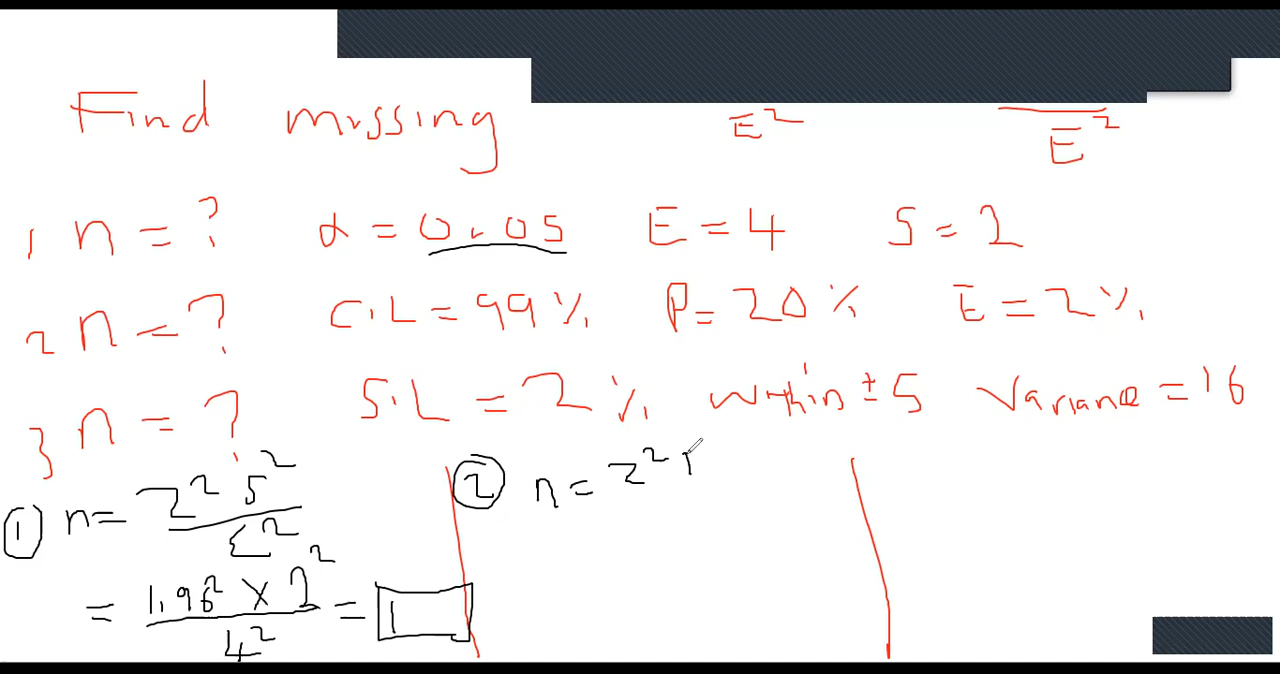 Find missing
E² E²
1 n = ? α = 0.05 E = 4 S = 2
2 n = ? C.L = 99% P = 20% E = 2%
3 n = ? S.L = 2% within ± 5 Variance = 16
① n = Z² S² / E²
= 1.96² × 2² / 4² = 1
② n = Z² P